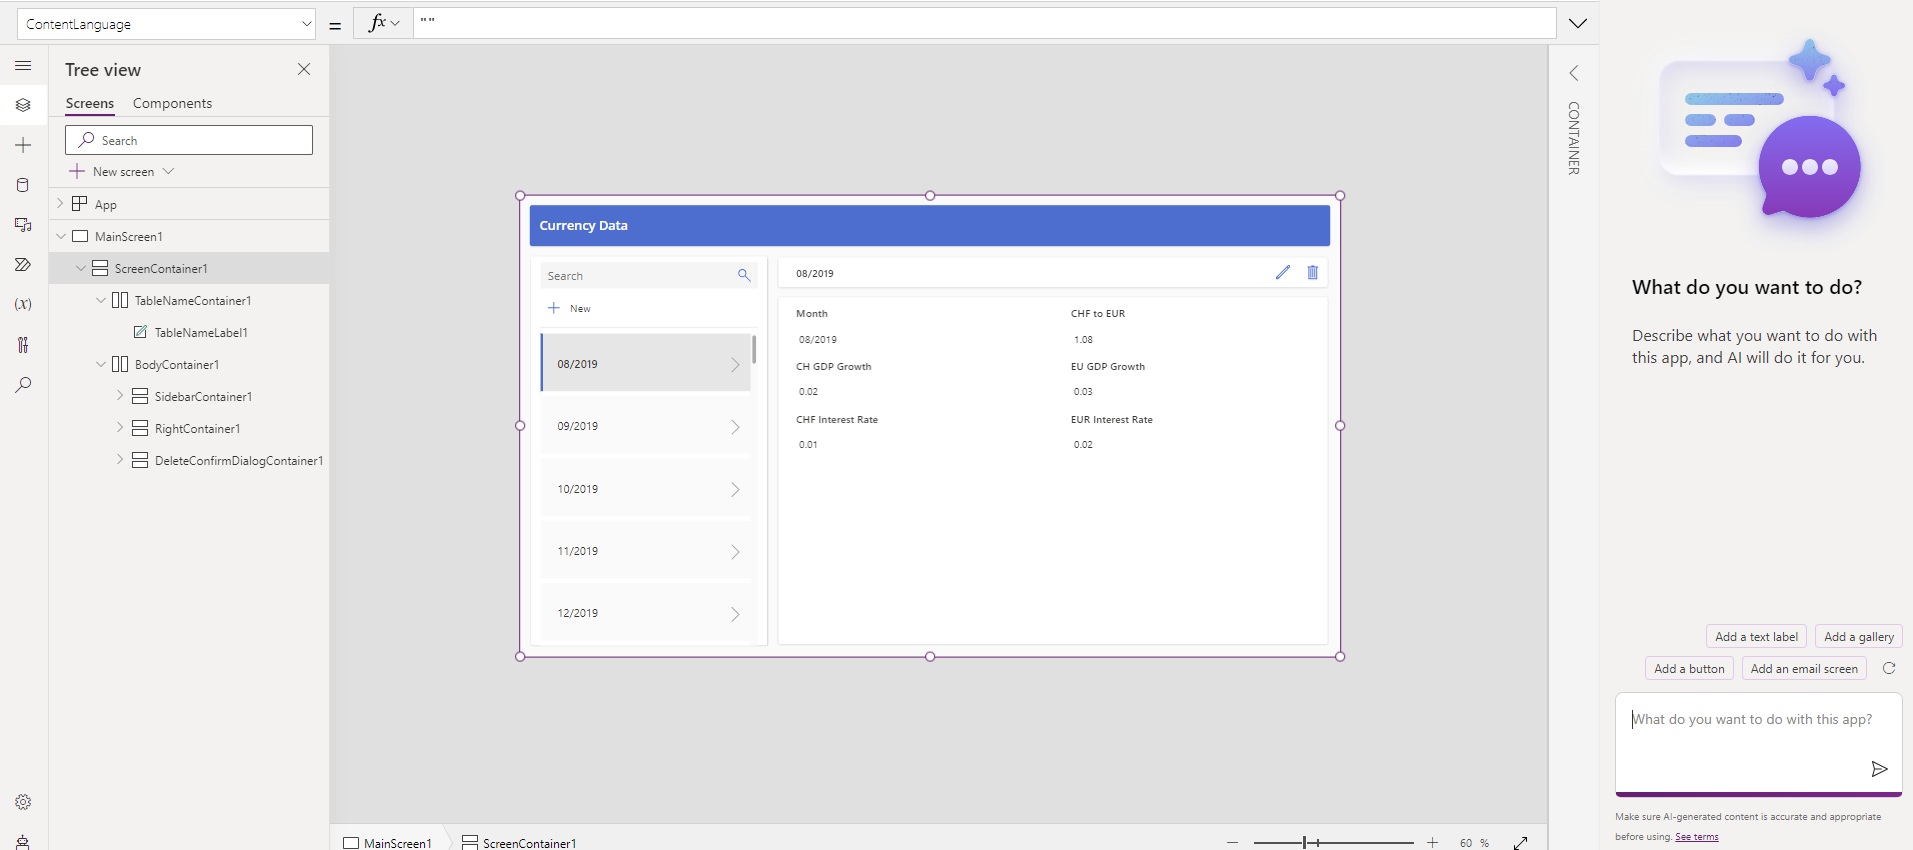 ContentLanguage
= fx ""
Tree view
Screens Components
Search
New screen
App
MainScreen1
ScreenContainer1
TableNameContainer1
TableNameLabel1
BodyContainer1
SidebarContainer1
RightContainer1
DeleteConfirmDialogContainer1
(x)
Currency Data
Search
New
08/2019
09/2019
10/2019
11/2019
12/2019
08/2019
Month CHF to EUR
08/2019 1.08
CH GDP Growth EU GDP Growth
0.02 0.03
CHF Interest Rate EUR Interest Rate
0.01 0.02
MainScreen1 ScreenContainer1
60 %
CONTAINER
What do you want to do?
Describe what you want to do with
this app, and AI will do it for you.
Add a text label Add a gallery
Add a button Add an email screen
What do you want to do with this app?
Make sure AI-generated content is accurate and appropriate
before using. See terms